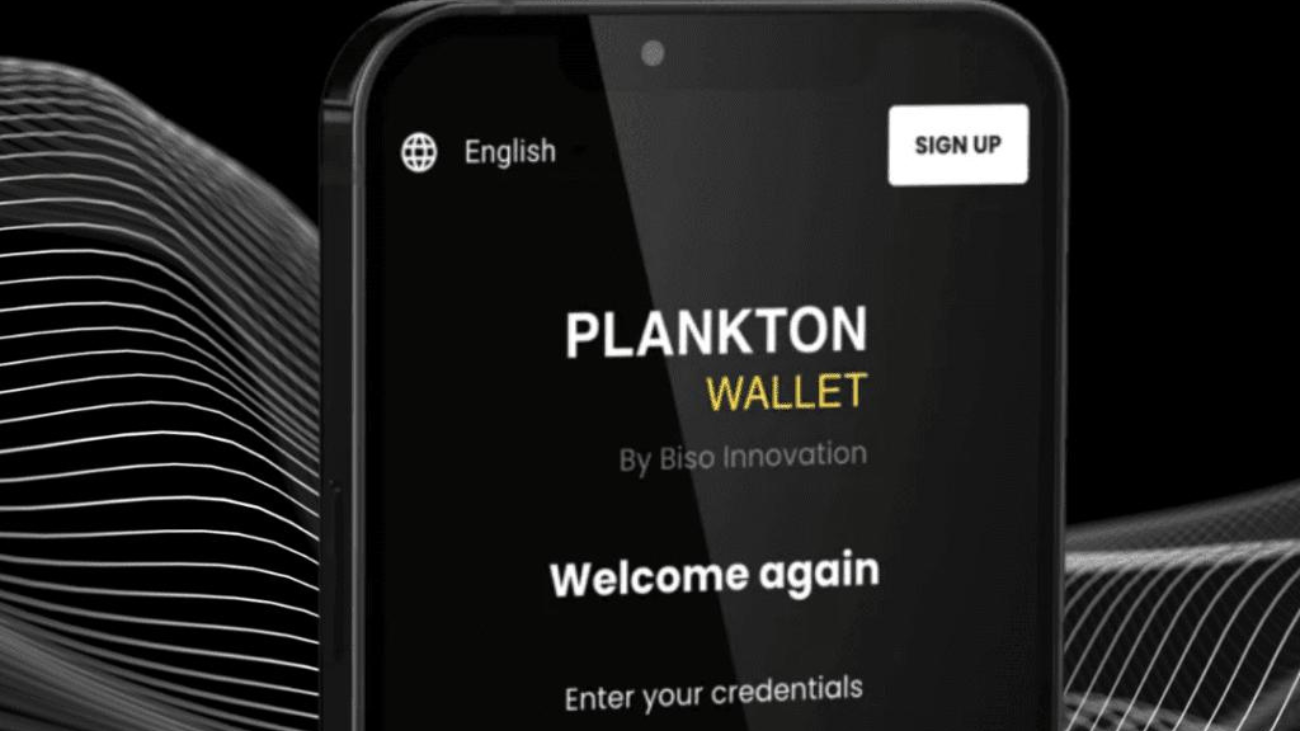 English
SIGN UP
PLANKTON
WALLET
By Biso Innovation
Welcome again
Enter your credentials